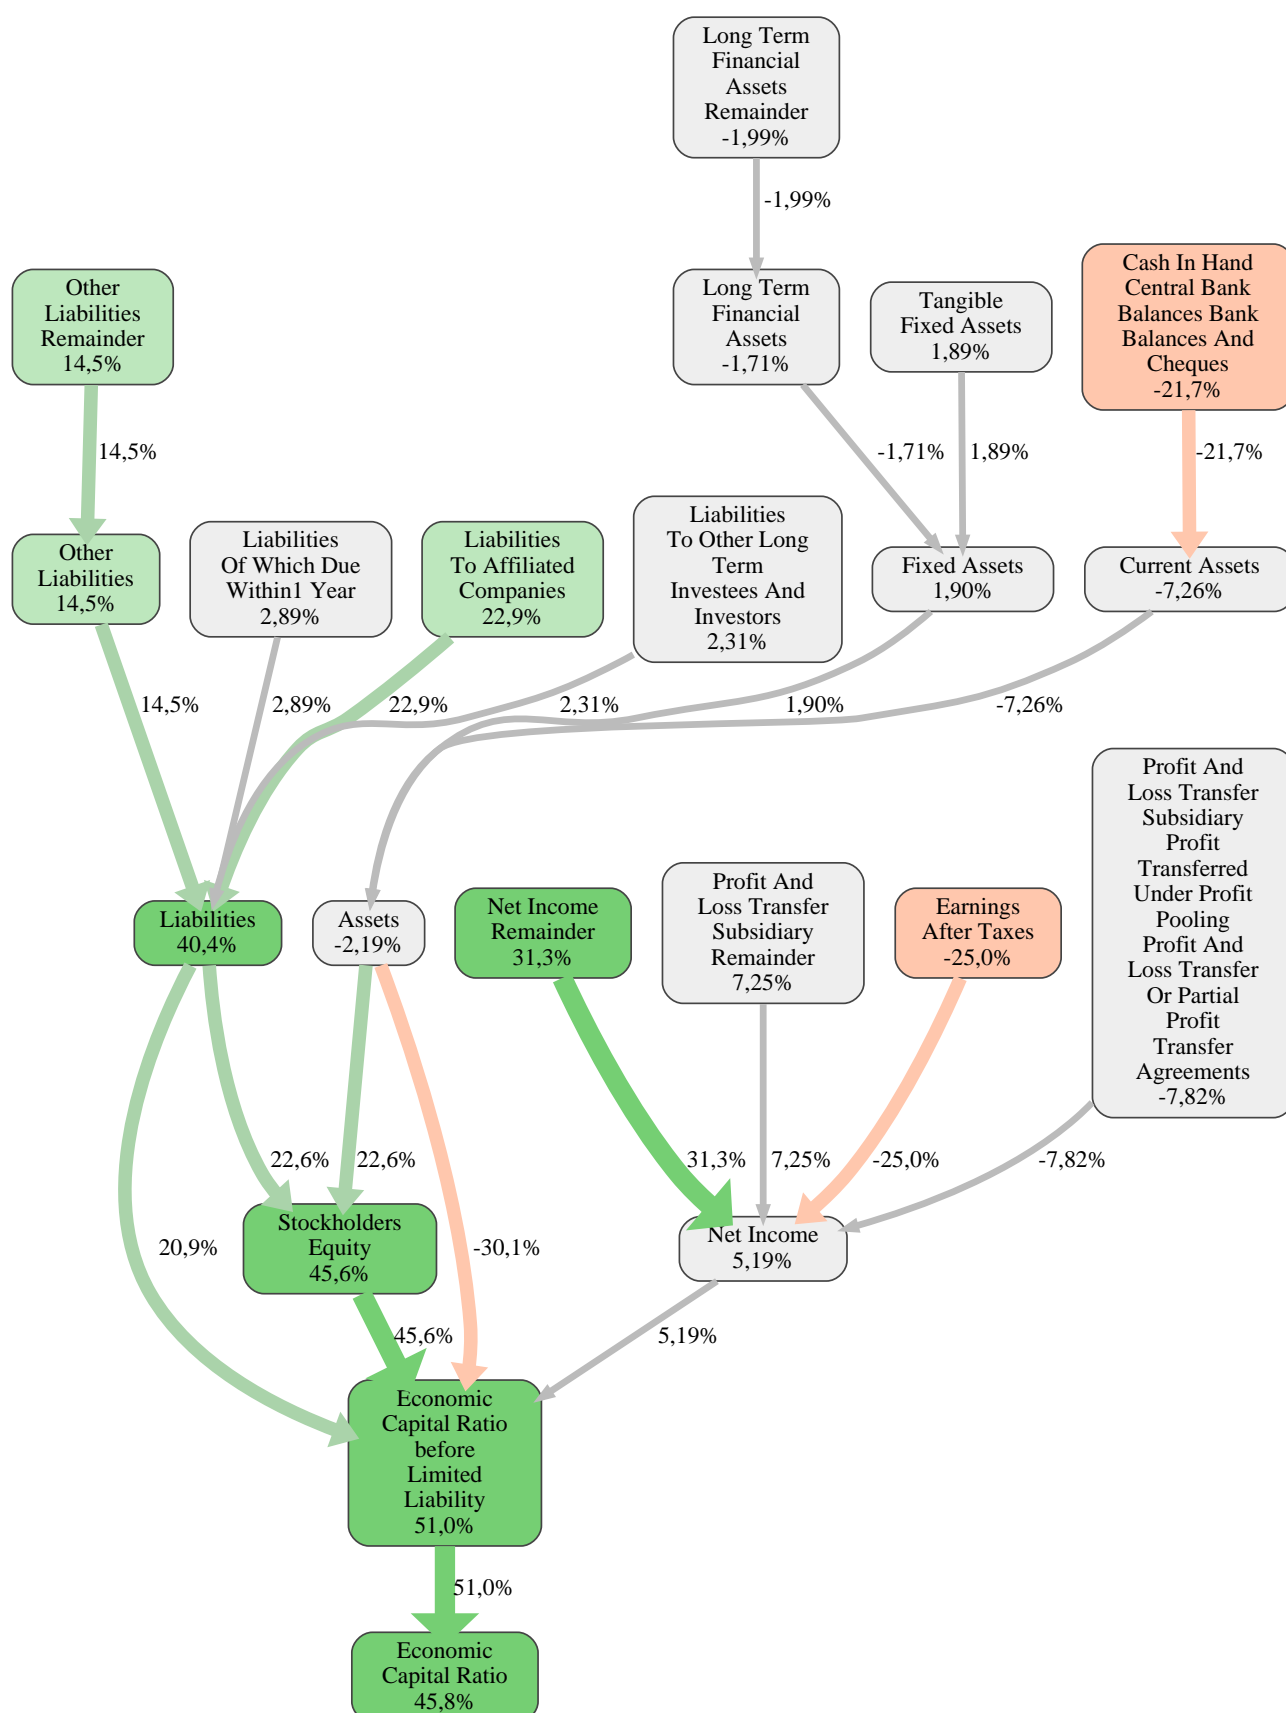 Long Term
Financial
Assets
Remainder
-1,99%
-1,99%
Other
Liabilities
Remainder
14,5%
Long Term
Financial
Assets
-1,71%
Tangible
Fixed Assets
1,89%
Cash In Hand
Central Bank
Balances Bank
Balances And
Cheques
-21,7%
14,5%
-1,71%
1,89%
-21,7%
Other
Liabilities
14,5%
Liabilities
Of Which Due
Within1 Year
2,89%
Liabilities
To Affiliated
Companies
22,9%
Liabilities
To Other Long
Term
Investees And
Investors
2,31%
Fixed Assets
1,90%
Current Assets
-7,26%
14,5%
2,89%
22,9%
2,31%
1,90%
-7,26%
Liabilities
40,4%
Assets
-2,19%
Net Income
Remainder
31,3%
Profit And
Loss Transfer
Subsidiary
Remainder
7,25%
Earnings
After Taxes
-25,0%
Profit And
Loss Transfer
Subsidiary
Profit
Transferred
Under Profit
Pooling
Profit And
Loss Transfer
Or Partial
Profit
Transfer
Agreements
-7,82%
22,6%
22,6%
31,3%
7,25%
-25,0%
-7,82%
Stockholders
Equity
45,6%
Net Income
5,19%
20,9%
-30,1%
45,6%
5,19%
Economic
Capital Ratio
before
Limited
Liability
51,0%
51,0%
Economic
Capital Ratio
45,8%